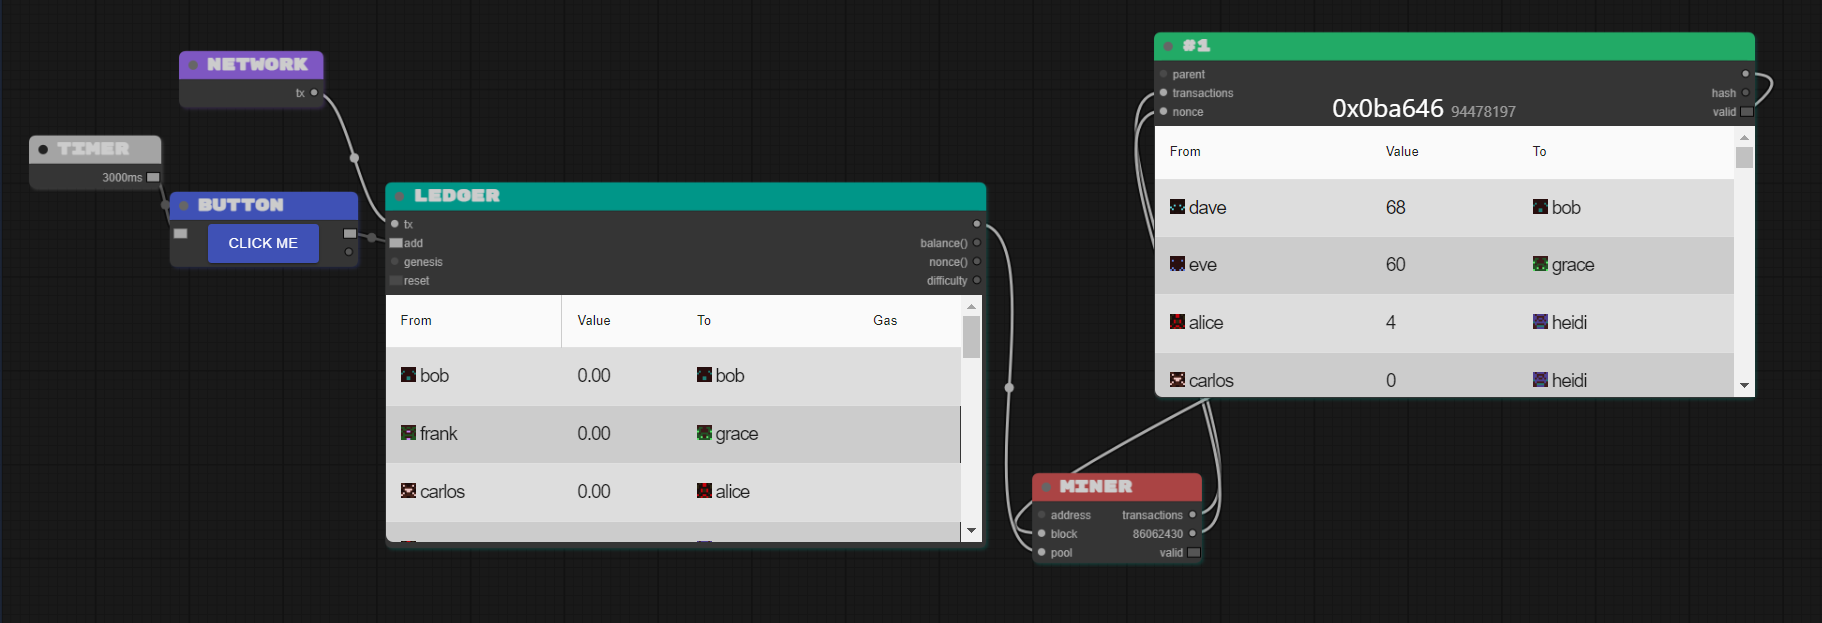 NETWORK
tx
TIMER
3000ms
BUTTON
CLICK ME
LEDGER
tx
add
genesis
reset
balance()
nonce()
difficulty
From Value To Gas
bob 0.00 bob
frank 0.00 grace
carlos 0.00 alice
MINER
address transactions
block 86062430
pool valid
#1
parent
transactions
nonce
0x0ba646 94478197
hash
valid
From Value To
dave 68 bob
eve 60 grace
alice 4 heidi
carlos 0 heidi